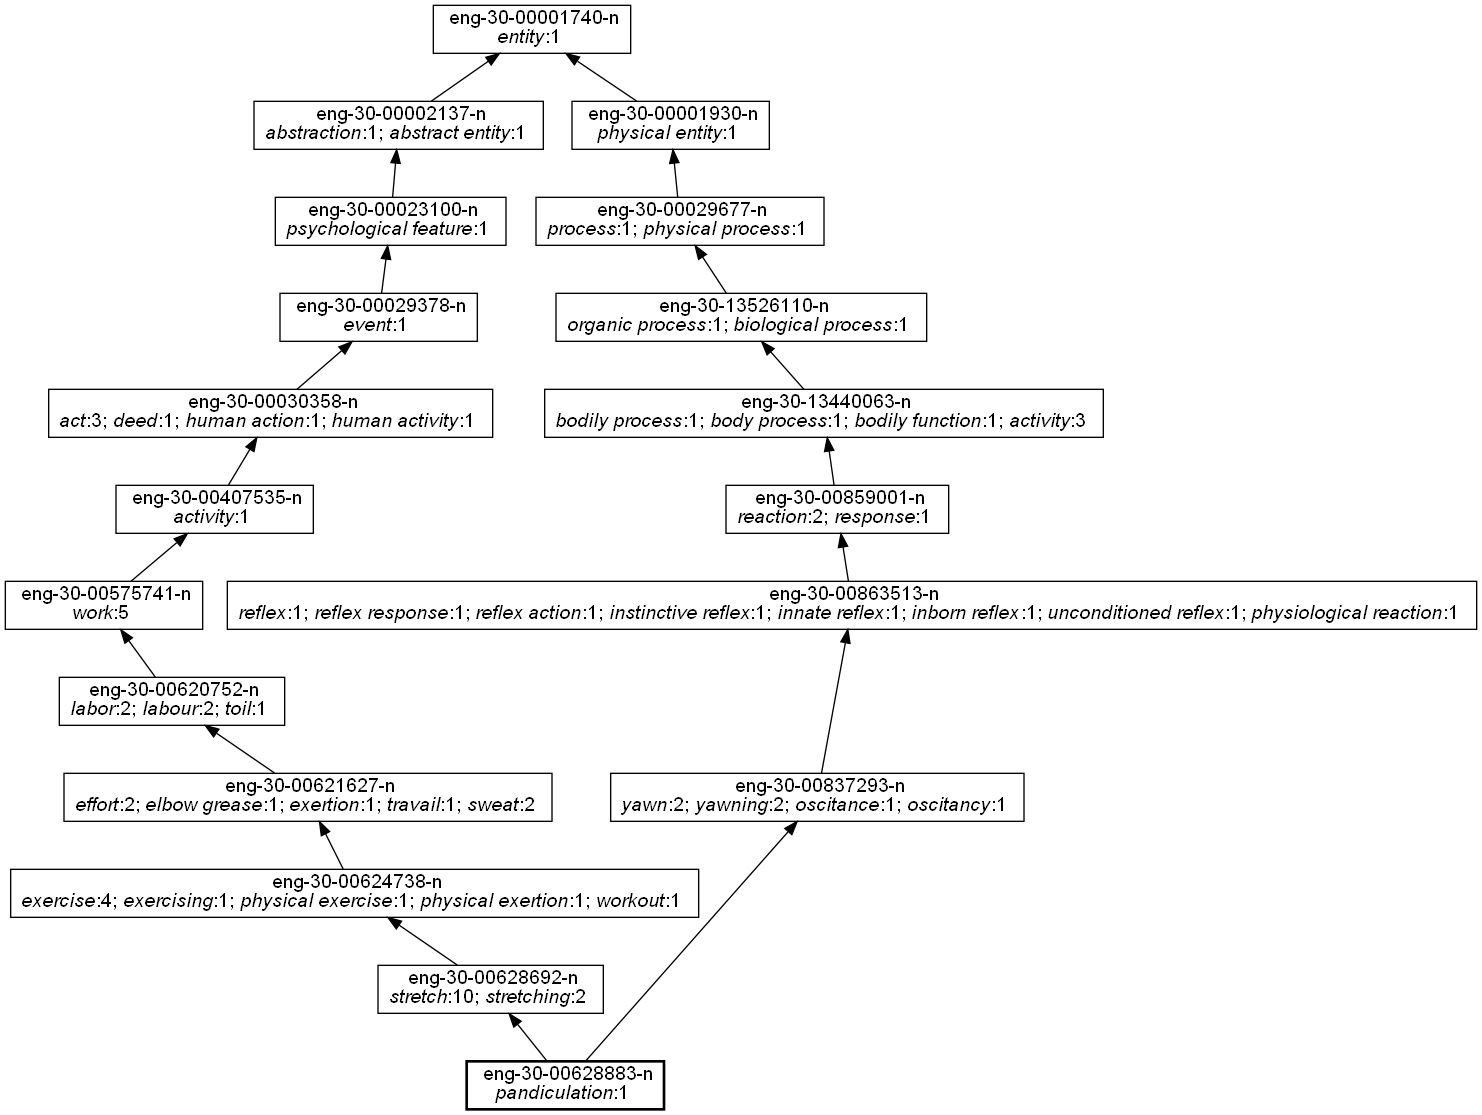 eng-30-00001740-n
entity:1
eng-30-00002137-n
abstraction:1; abstract entity:1
eng-30-00001930-n
physical entity:1
eng-30-00023100-n
psychological feature:1
eng-30-00029677-n
process:1; physical process:1
eng-30-00029378-n
event:1
eng-30-13526110-n
organic process:1; biological process:1
eng-30-00030358-n
act:3; deed:1; human action:1; human activity:1
eng-30-13440063-n
bodily process:1; body process:1; bodily function:1; activity:3
eng-30-00407535-n
activity:1
eng-30-00859001-n
reaction:2; response:1
eng-30-00575741-n
work:5
eng-30-00863513-n
reflex:1; reflex response:1; reflex action:1; instinctive reflex:1; innate reflex:1; inborn reflex:1; unconditioned reflex:1; physiological reaction:1
eng-30-00620752-n
labor:2; labour:2; toil:1
eng-30-00621627-n
effort:2; elbow grease:1; exertion:1; travail:1; sweat:2
eng-30-00837293-n
yawn:2; yawning:2; oscitance:1; oscitancy:1
eng-30-00624738-n
exercise:4; exercising:1; physical exercise:1; physical exertion:1; workout:1
eng-30-00628692-n
stretch:10; stretching:2
eng-30-00628883-n
pandiculation:1